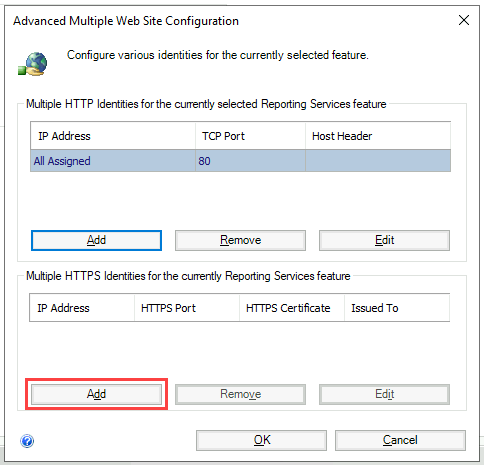 Advanced Multiple Web Site Configuration
Configure various identities for the currently selected feature.
Multiple HTTP Identities for the currently selected Reporting Services feature
IP Address TCP Port Host Header
All Assigned 80
Add Remove Edit
Multiple HTTPS Identities for the currently Reporting Services feature
IP Address HTTPS Port HTTPS Certificate Issued To
Add Remove Edit
OK Cancel